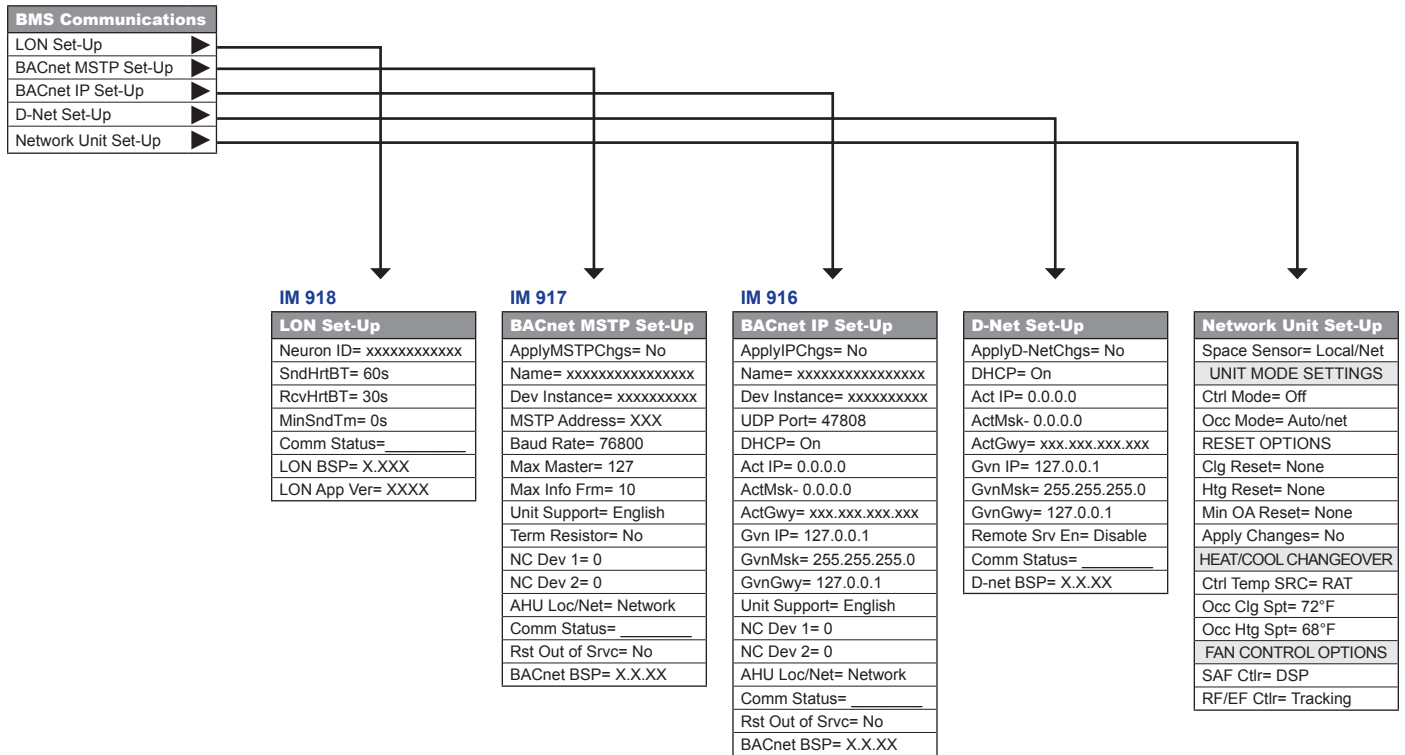 BMS Communications
LON Set-Up
BACnet MSTP Set-Up
BACnet IP Set-Up
D-Net Set-Up
Network Unit Set-Up
IM 918
LON Set-Up
Neuron ID= xxxxxxxxxxxx
SndHrtBT= 60s
RcvHrtBT= 30s
MinSndTm= 0s
Comm Status=_________
LON BSP= X.XXX
LON App Ver= XXXX
IM 917
BACnet MSTP Set-Up
ApplyMSTPChgs= No
Name= xxxxxxxxxxxxxxxx
Dev Instance= xxxxxxxxxx
MSTP Address= XXX
Baud Rate= 76800
Max Master= 127
Max Info Frm= 10
Unit Support= English
Term Resistor= No
NC Dev 1= 0
NC Dev 2= 0
AHU Loc/Net= Network
Comm Status= ________
Rst Out of Srvc= No
BACnet BSP= X.X.XX
IM 916
BACnet IP Set-Up
ApplyIPChgs= No
Name= xxxxxxxxxxxxxxxx
Dev Instance= xxxxxxxxxx
UDP Port= 47808
DHCP= On
Act IP= 0.0.0.0
ActMsk- 0.0.0.0
ActGwy= xxx.xxx.xxx.xxx
Gvn IP= 127.0.0.1
GvnMsk= 255.255.255.0
GvnGwy= 127.0.0.1
Unit Support= English
NC Dev 1= 0
NC Dev 2= 0
AHU Loc/Net= Network
Comm Status= ________
Rst Out of Srvc= No
BACnet BSP= X.X.XX
D-Net Set-Up
ApplyD-NetChgs= No
DHCP= On
Act IP= 0.0.0.0
ActMsk- 0.0.0.0
ActGwy= xxx.xxx.xxx.xxx
Gvn IP= 127.0.0.1
GvnMsk= 255.255.255.0
GvnGwy= 127.0.0.1
Remote Srv En= Disable
Comm Status= ________
D-net BSP= X.X.XX
Network Unit Set-Up
Space Sensor= Local/Net
UNIT MODE SETTINGS
Ctrl Mode= Off
Occ Mode= Auto/net
RESET OPTIONS
Clg Reset= None
Htg Reset= None
Min OA Reset= None
Apply Changes= No
HEAT/COOL CHANGEOVER
Ctrl Temp SRC= RAT
Occ Clg Spt= 72°F
Occ Htg Spt= 68°F
FAN CONTROL OPTIONS
SAF Ctlr= DSP
RF/EF Ctlr= Tracking